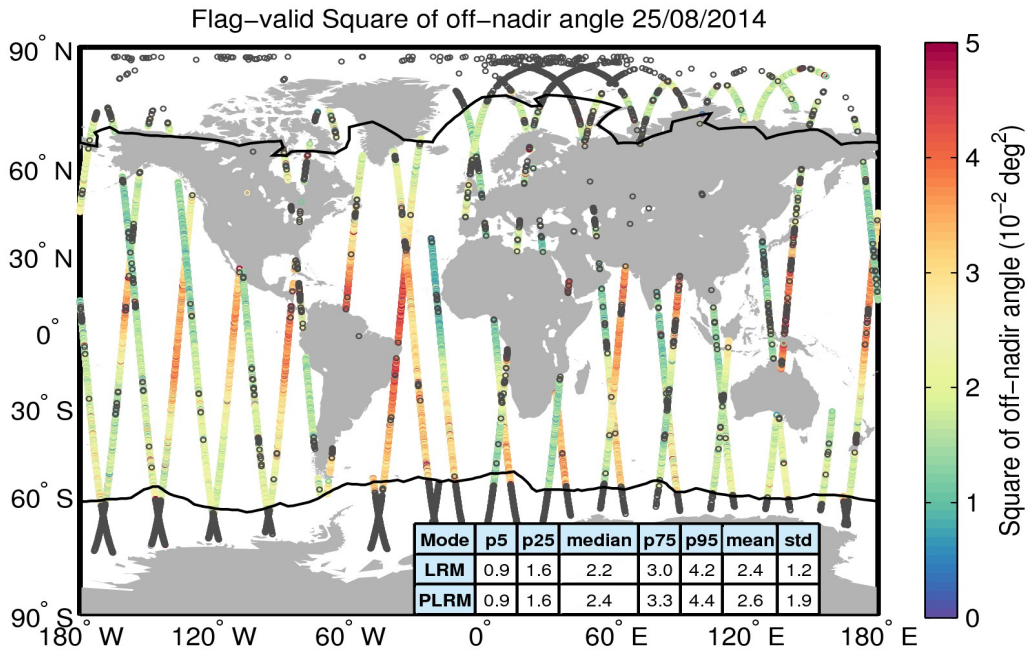 Flag−valid Square of off−nadir angle 25/08/2014
90° N
60° N
30° N
0°
30° S
60° S
90° S
180° W
120° W
60° W
0°
60° E
120° E
180° E
Mode p5 p25 median p75 p95 mean std
LRM 0.9 1.6 2.2 3.0 4.2 2.4 1.2
PLRM 0.9 1.6 2.4 3.3 4.4 2.6 1.9
5
4
3
2
1
0
Square of off−nadir angle (10⁻² deg²)